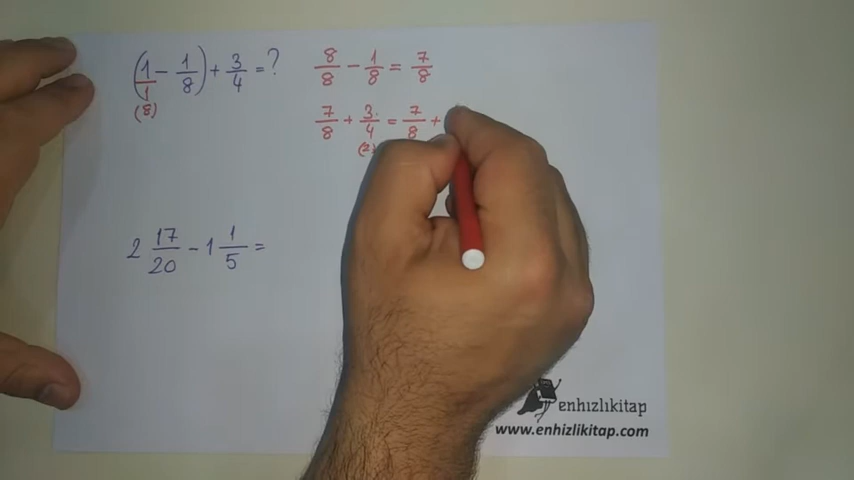 (1/1 - 1/8) + 3/4 = ?
(8)
8/8 - 1/8 = 7/8
7/8 + 3/4 = 7/8 +
(2)
2 17/20 - 1 1/5 =
enhızlıkitap
www.enhizlikitap.com